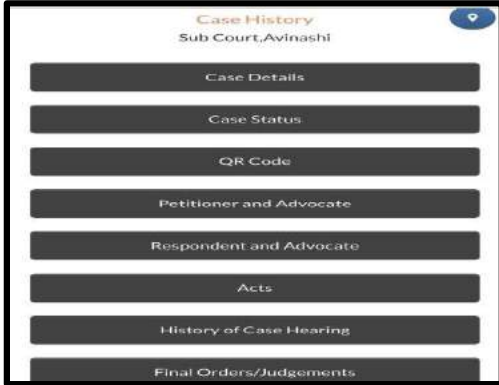 Case History
Sub Court,Avinashi
Case Details
Case Status
QR Code
Petitioner and Advocate
Respondent and Advocate
Acts
History of Case Hearing
Final Orders/Judgements